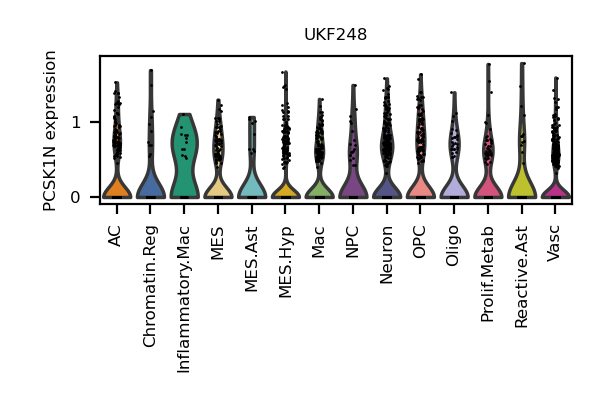 UKF248
PCSK1N expression
1
0
AC
Chromatin.Reg
Inflammatory.Mac
MES
MES.Ast
MES.Hyp
Mac
NPC
Neuron
OPC
Oligo
Prolif.Metab
Reactive.Ast
Vasc